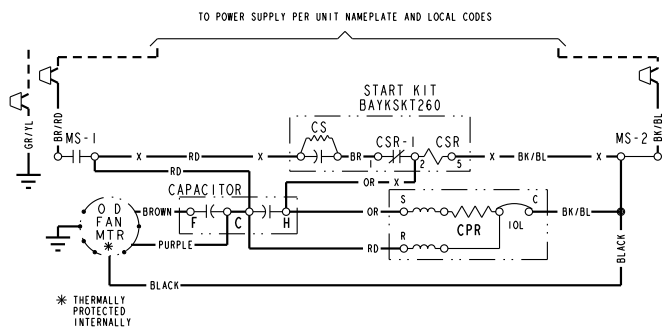 TO POWER SUPPLY PER UNIT NAMEPLATE AND LOCAL CODES
START KIT
BAYKSKT260
GR/YL
BR/RD
BK/BL
MS-1
CS
CSR-1
CSR
MS-2
X RD X
BR
1
2
5
X BK/BL X
RD
OR X
CAPACITOR
O D
FAN
MTR
*
BROWN
F
C
H
OR
S
C
BK/BL
CPR
IOL
PURPLE
RD
R
BLACK
BLACK
* THERMALLY
PROTECTED
INTERNALLY